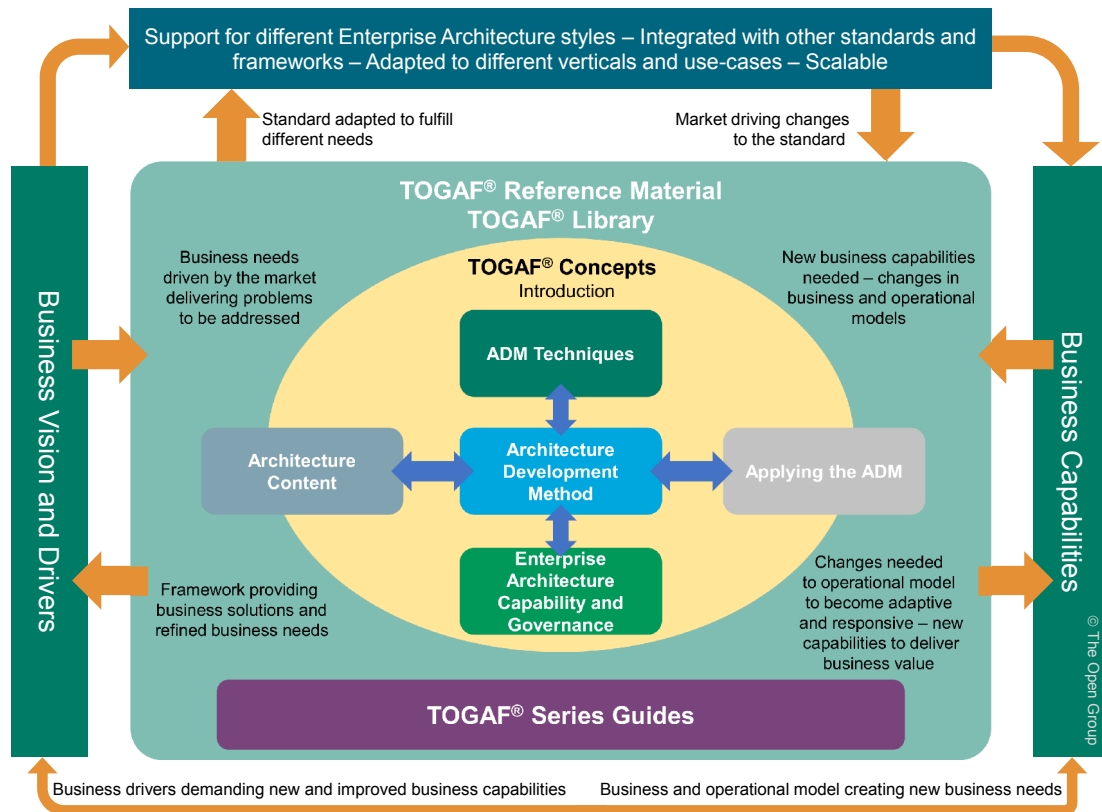 Support for different Enterprise Architecture styles – Integrated with other standards and
frameworks – Adapted to different verticals and use-cases – Scalable
Standard adapted to fulfill
different needs
Market driving changes
to the standard
TOGAF® Reference Material
TOGAF® Library
Business needs
driven by the market
delivering problems
to be addressed
TOGAF® Concepts
Introduction
New business capabilities
needed – changes in
business and operational
models
Business Vision and Drivers
ADM Techniques
Business Capabilities
Architecture
Content
Architecture
Development
Method
Applying the ADM
Enterprise
Architecture
Capability and
Governance
Framework providing
business solutions and
refined business needs
Changes needed
to operational model
to become adaptive
and responsive – new
capabilities to deliver
business value
© The Open Group
TOGAF® Series Guides
Business drivers demanding new and improved business capabilities
Business and operational model creating new business needs